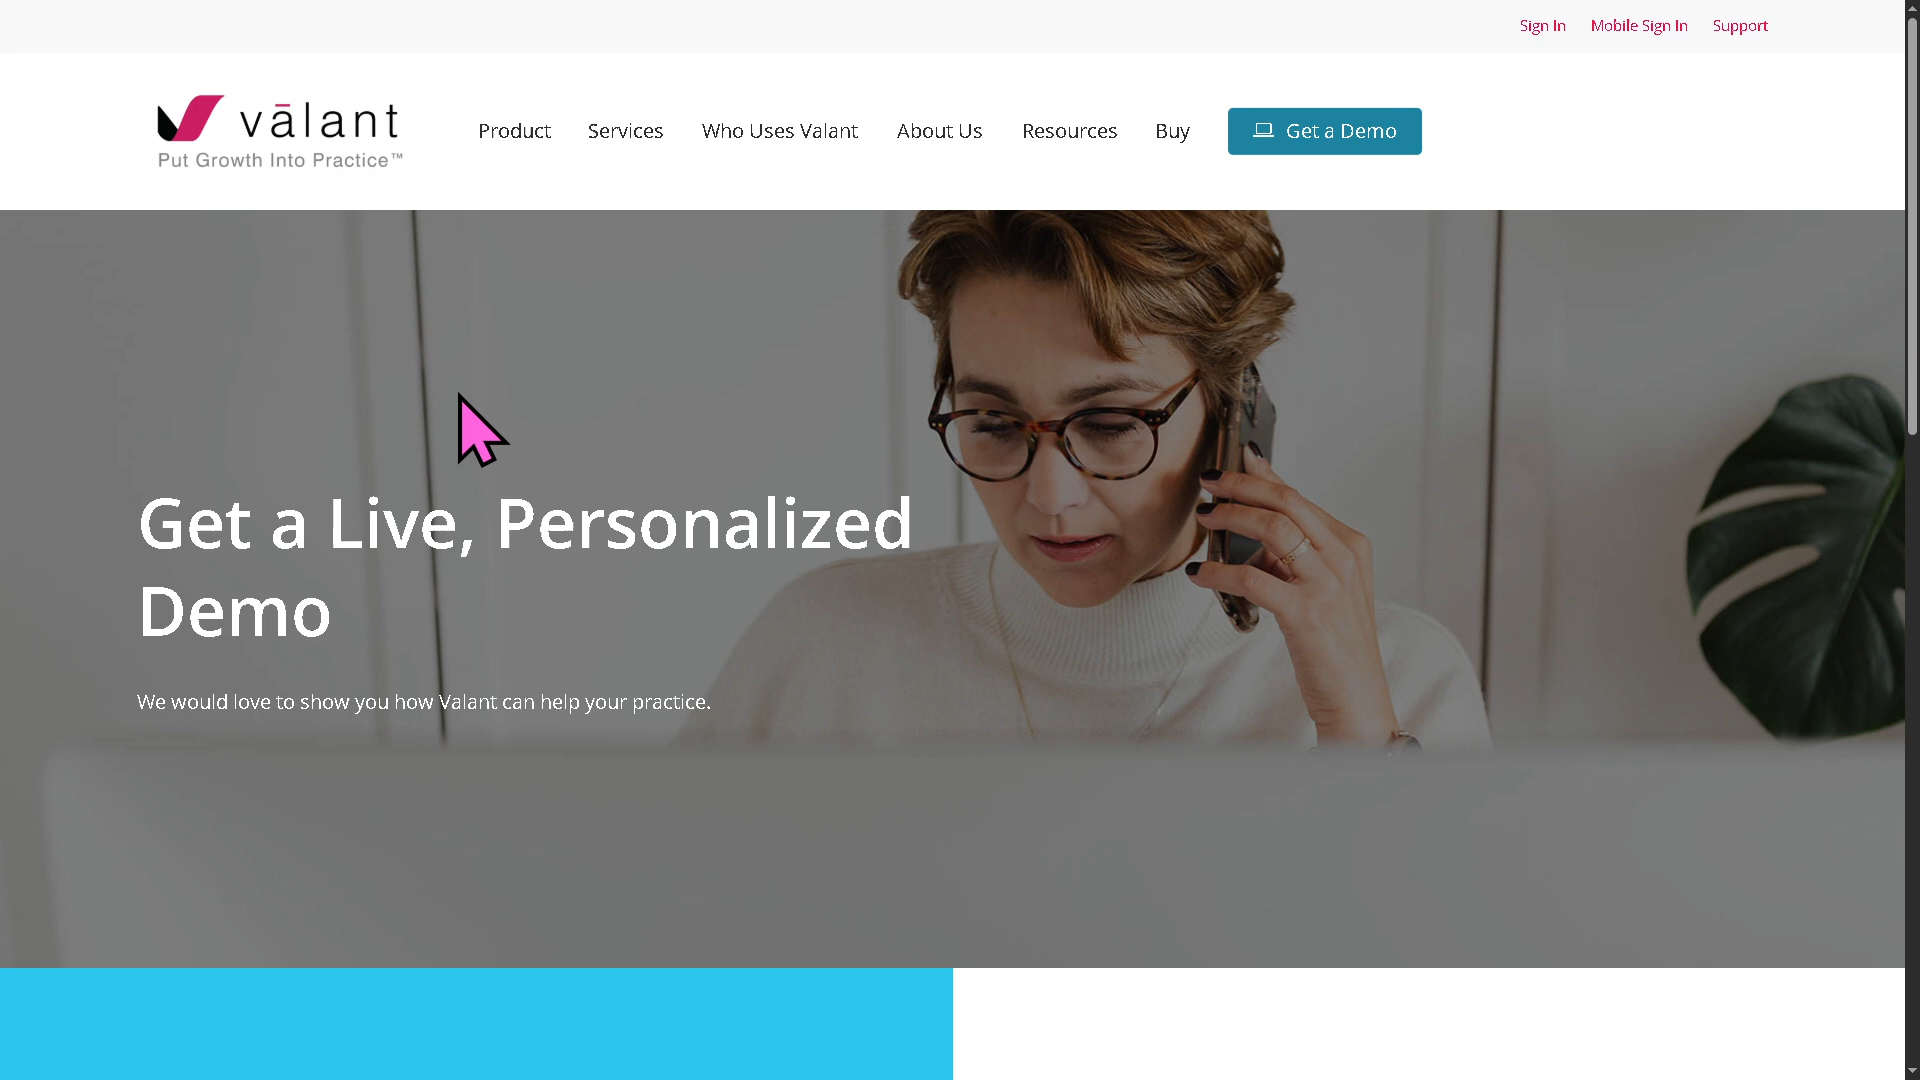 Sign In Mobile Sign In Support
vālant
Put Growth Into Practice™
Product Services Who Uses Valant About Us Resources Buy Get a Demo
Get a Live, Personalized
Demo
We would love to show you how Valant can help your practice.